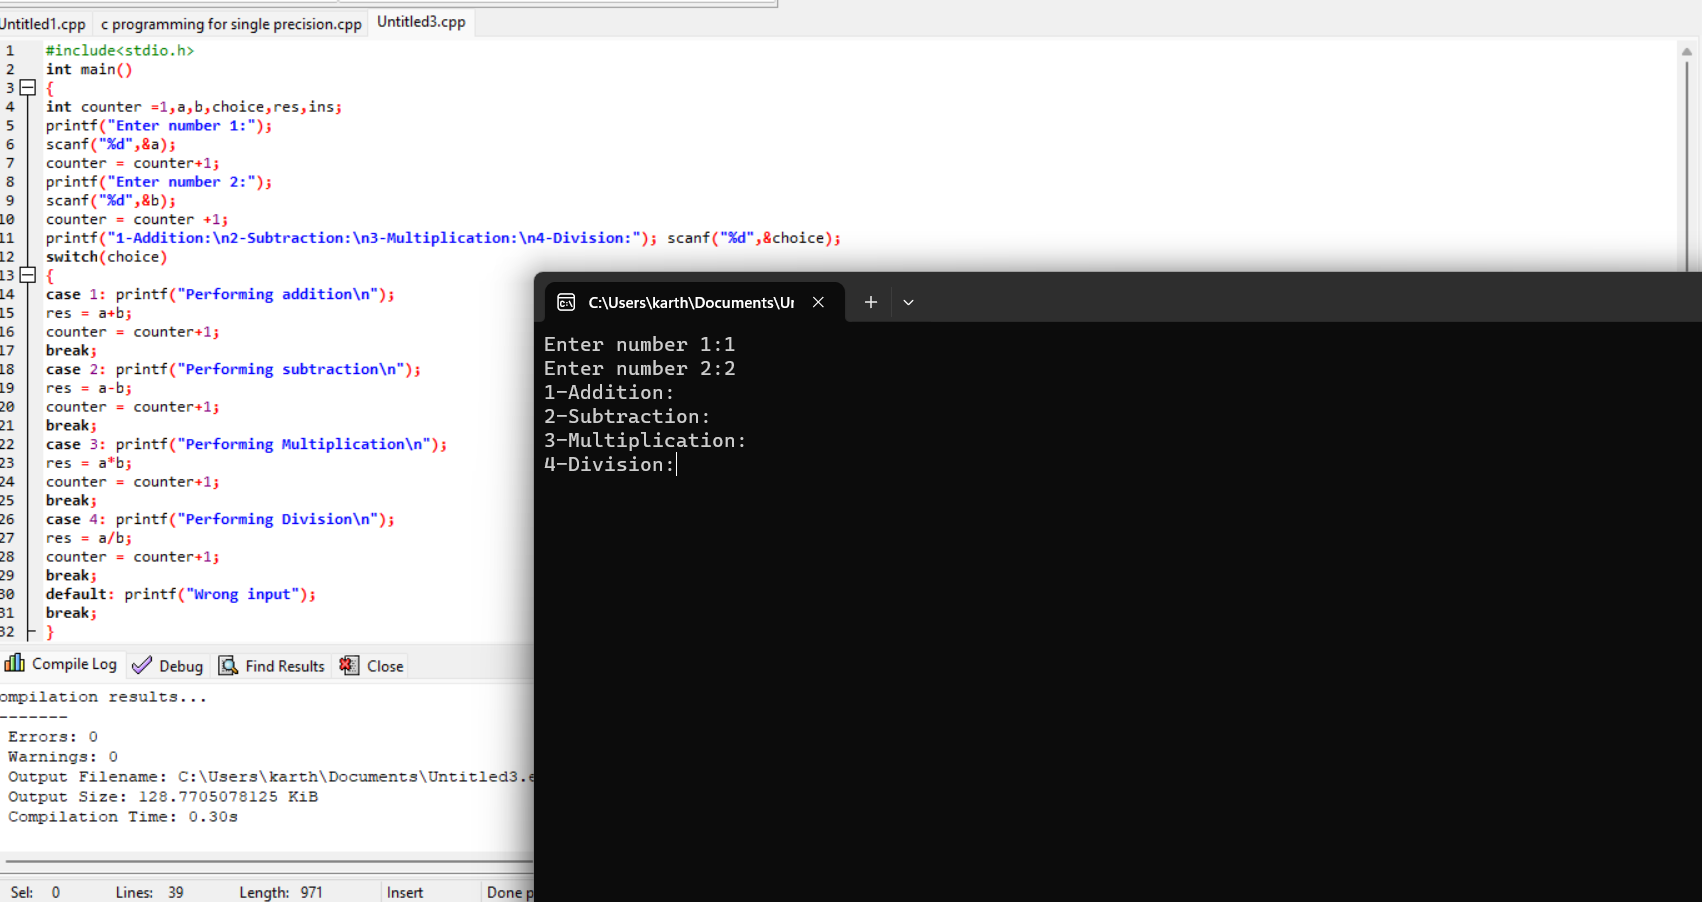 Untitled1.cpp c programming for single precision.cpp Untitled3.cpp
1 #include<stdio.h>
2 int main()
3 {
4 int counter =1,a,b,choice,res,ins;
5 printf("Enter number 1:");
6 scanf("%d",&a);
7 counter = counter+1;
8 printf("Enter number 2:");
9 scanf("%d",&b);
10 counter = counter +1;
11 printf("1-Addition:\n2-Subtraction:\n3-Multiplication:\n4-Division:"); scanf("%d",&choice);
12 switch(choice)
13 {
14 case 1: printf("Performing addition\n");
15 res = a+b;
16 counter = counter+1;
17 break;
18 case 2: printf("Performing subtraction\n");
19 res = a-b;
20 counter = counter+1;
21 break;
22 case 3: printf("Performing Multiplication\n");
23 res = a*b;
24 counter = counter+1;
25 break;
26 case 4: printf("Performing Division\n");
27 res = a/b;
28 counter = counter+1;
29 break;
30 default: printf("Wrong input");
31 break;
32 }
Compile Log Debug Find Results Close
ompilation results...
-------
Errors: 0
Warnings: 0
Output Filename: C:\Users\karth\Documents\Untitled3.e
Output Size: 128.7705078125 KiB
Compilation Time: 0.30s
Sel: 0 Lines: 39 Length: 971 Insert Done p
C:\Users\karth\Documents\Ur
Enter number 1:1
Enter number 2:2
1-Addition:
2-Subtraction:
3-Multiplication:
4-Division: